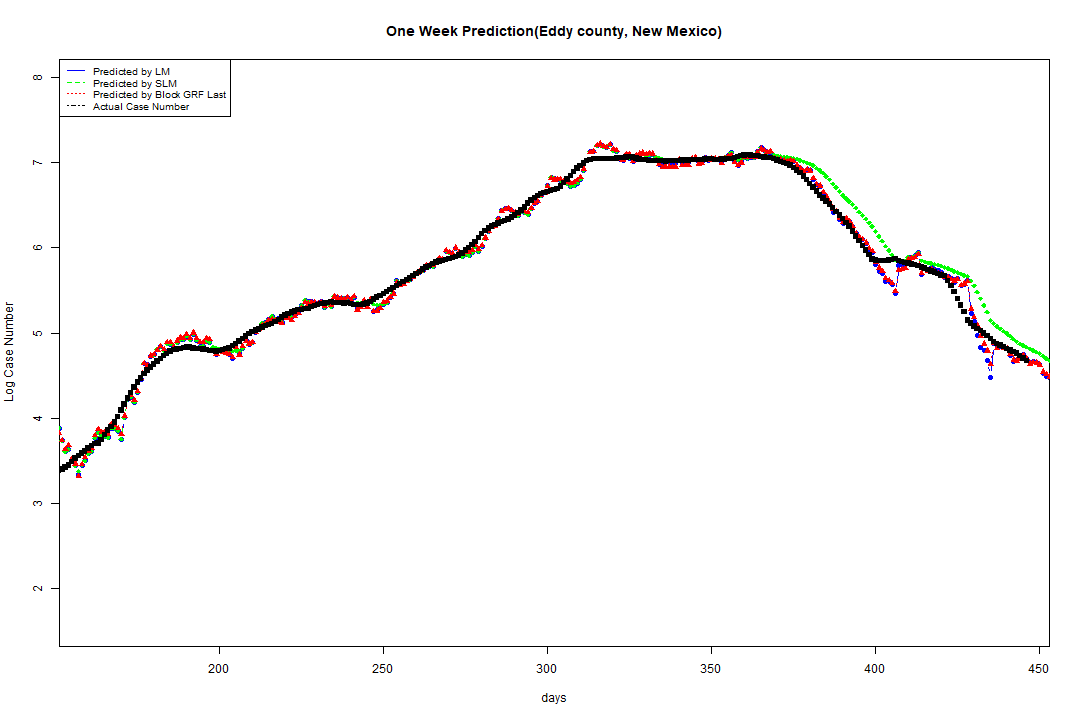 One Week Prediction(Eddy county, New Mexico)
Predicted by LM
Predicted by SLM
Predicted by Block GRF Last
Actual Case Number
8
7
6
5
4
3
2
Log Case Number
200 250 300 350 400 450
days